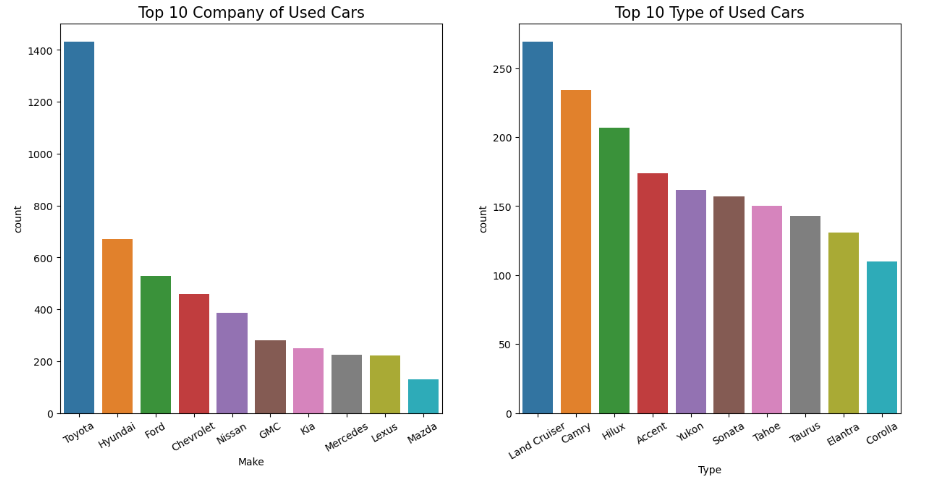 Top 10 Company of Used Cars
1400
1200
1000
800
600
400
200
0
count
Toyota
Hyundai
Ford
Chevrolet
Nissan
GMC
Kia
Mercedes
Lexus
Mazda
Make
Top 10 Type of Used Cars
250
200
150
100
50
0
count
Land Cruiser
Camry
Hilux
Accent
Yukon
Sonata
Tahoe
Taurus
Elantra
Corolla
Type